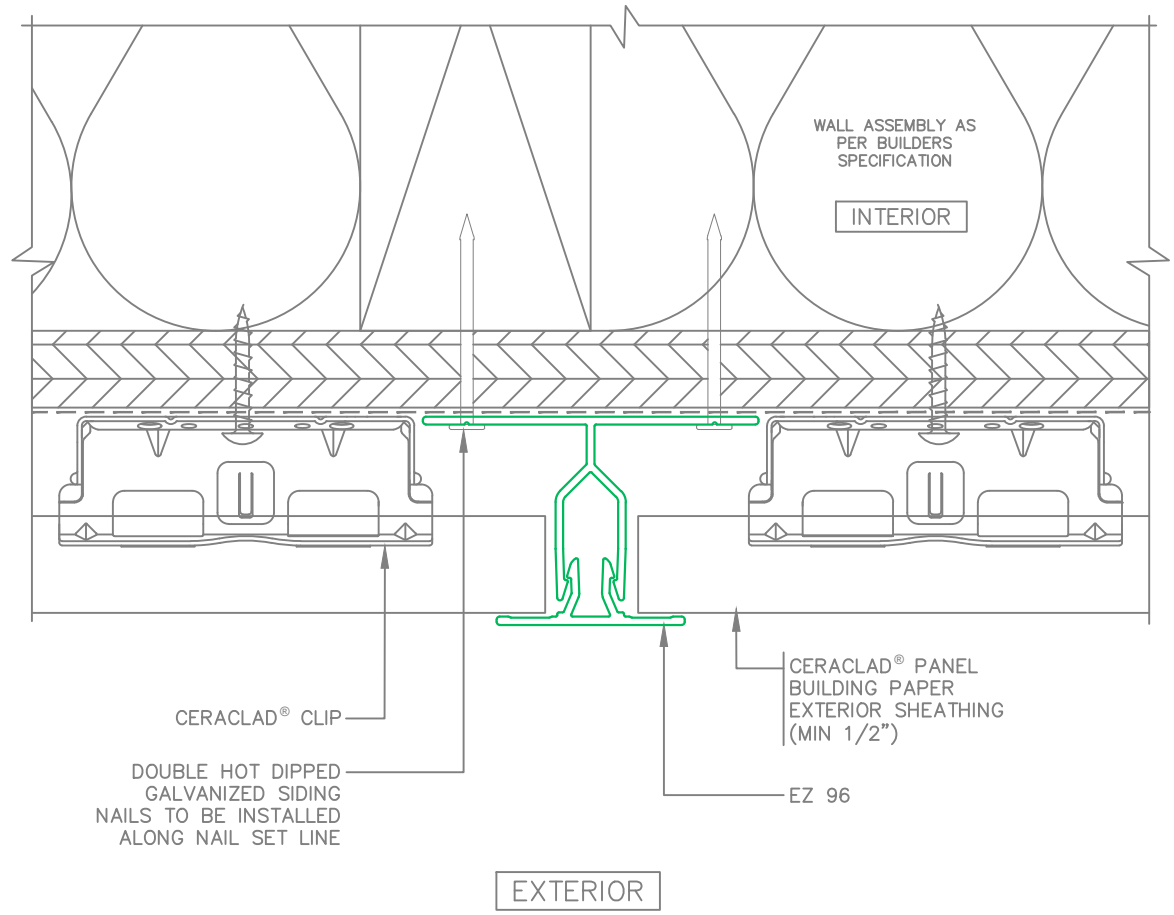 WALL ASSEMBLY AS
PER BUILDERS
SPECIFICATION
INTERIOR
CERACLAD® CLIP
DOUBLE HOT DIPPED
GALVANIZED SIDING
NAILS TO BE INSTALLED
ALONG NAIL SET LINE
CERACLAD® PANEL
BUILDING PAPER
EXTERIOR SHEATHING
(MIN 1/2”)
EZ 96
EXTERIOR